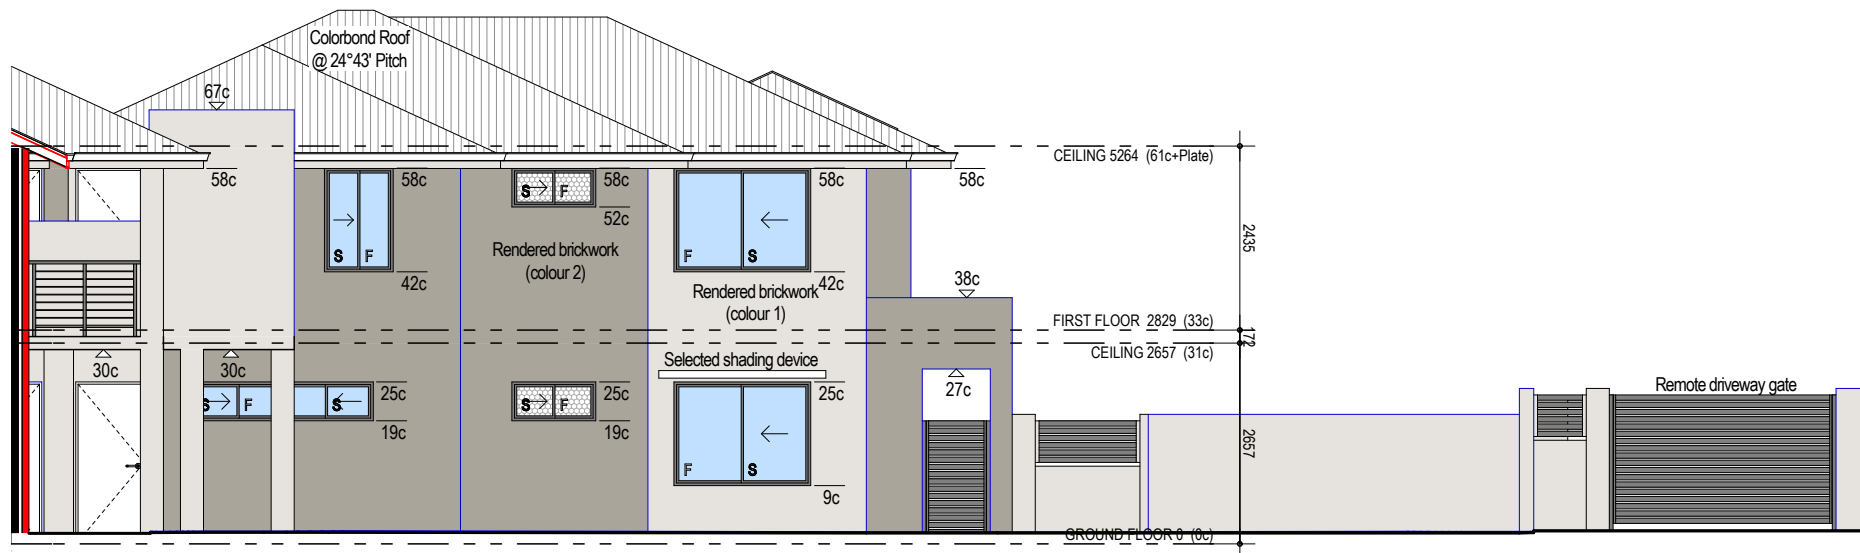 Colorbond Roof
@ 24°43' Pitch
67c
CEILING 5264 (61c+Plate)
58c
58c
58c
58c
58c
S
F
52c
2435
Rendered brickwork
(colour 2)
S
F
F
S
42c
42c
38c
Rendered brickwork
(colour 1)
FIRST FLOOR 2829 (33c)
172
CEILING 2657 (31c)
30c
30c
Selected shading device
25c
25c
25c
27c
Remote driveway gate
S
F
S
S
F
19c
19c
2657
F
S
9c
GROUND FLOOR 0 (0c)